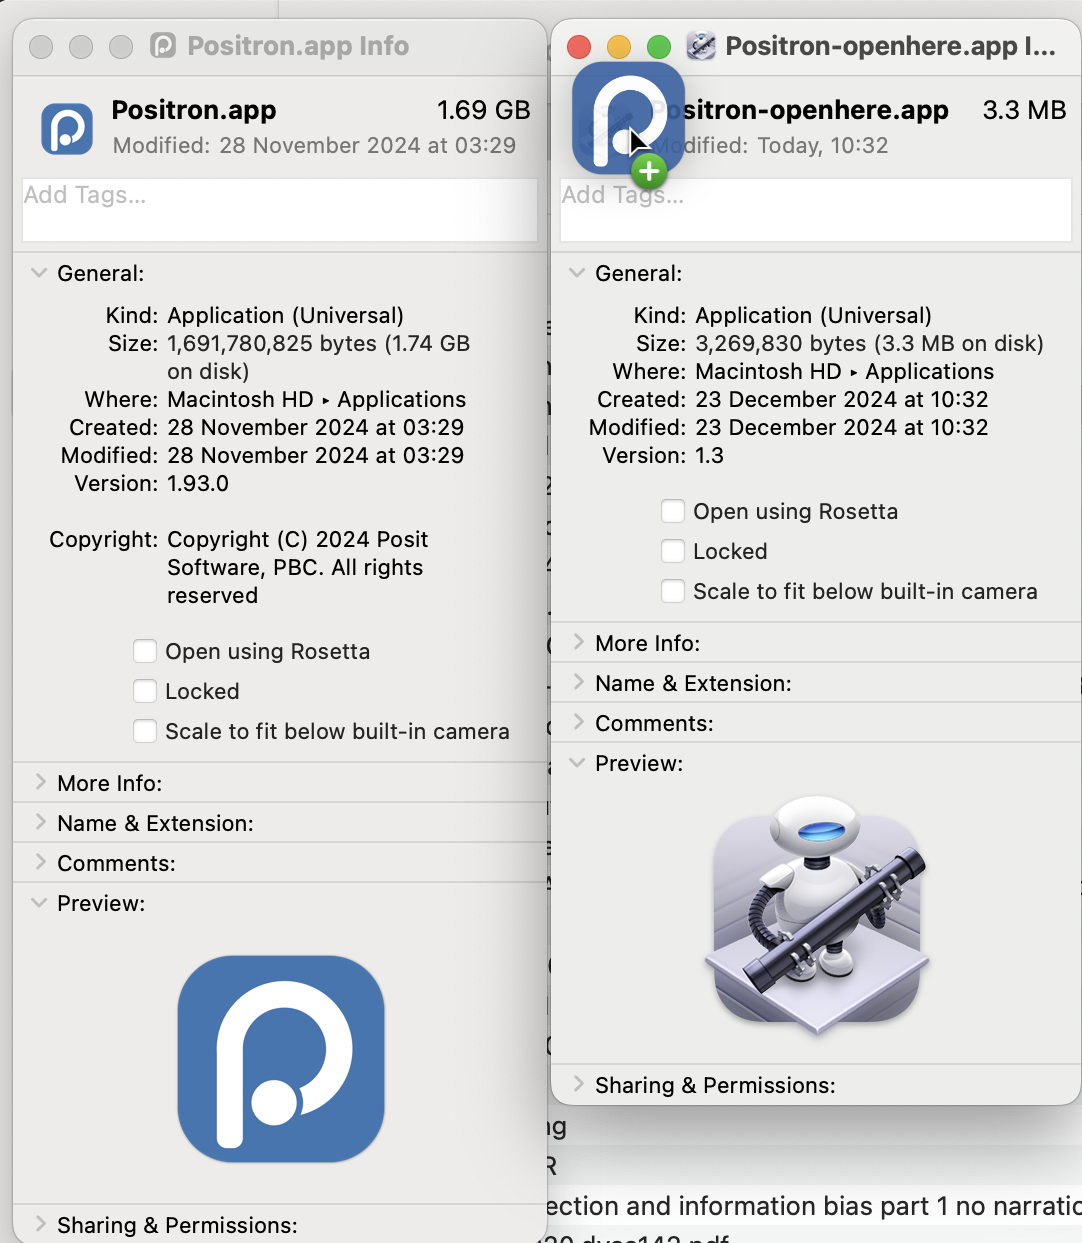 Positron.app Info
Positron.app 1.69 GB
Modified: 28 November 2024 at 03:29
Add Tags...
General:
Kind: Application (Universal)
Size: 1,691,780,825 bytes (1.74 GB
on disk)
Where: Macintosh HD ▸ Applications
Created: 28 November 2024 at 03:29
Modified: 28 November 2024 at 03:29
Version: 1.93.0
Copyright: Copyright (C) 2024 Posit
Software, PBC. All rights
reserved
Open using Rosetta
Locked
Scale to fit below built-in camera
More Info:
Name & Extension:
Comments:
Preview:
Sharing & Permissions:
Positron-openhere.app I...
Positron-openhere.app 3.3 MB
Modified: Today, 10:32
Add Tags...
General:
Kind: Application (Universal)
Size: 3,269,830 bytes (3.3 MB on disk)
Where: Macintosh HD ▸ Applications
Created: 23 December 2024 at 10:32
Modified: 23 December 2024 at 10:32
Version: 1.3
Open using Rosetta
Locked
Scale to fit below built-in camera
More Info:
Name & Extension:
Comments:
Preview:
Sharing & Permissions:
ng
R
ection and information bias part 1 no narratio